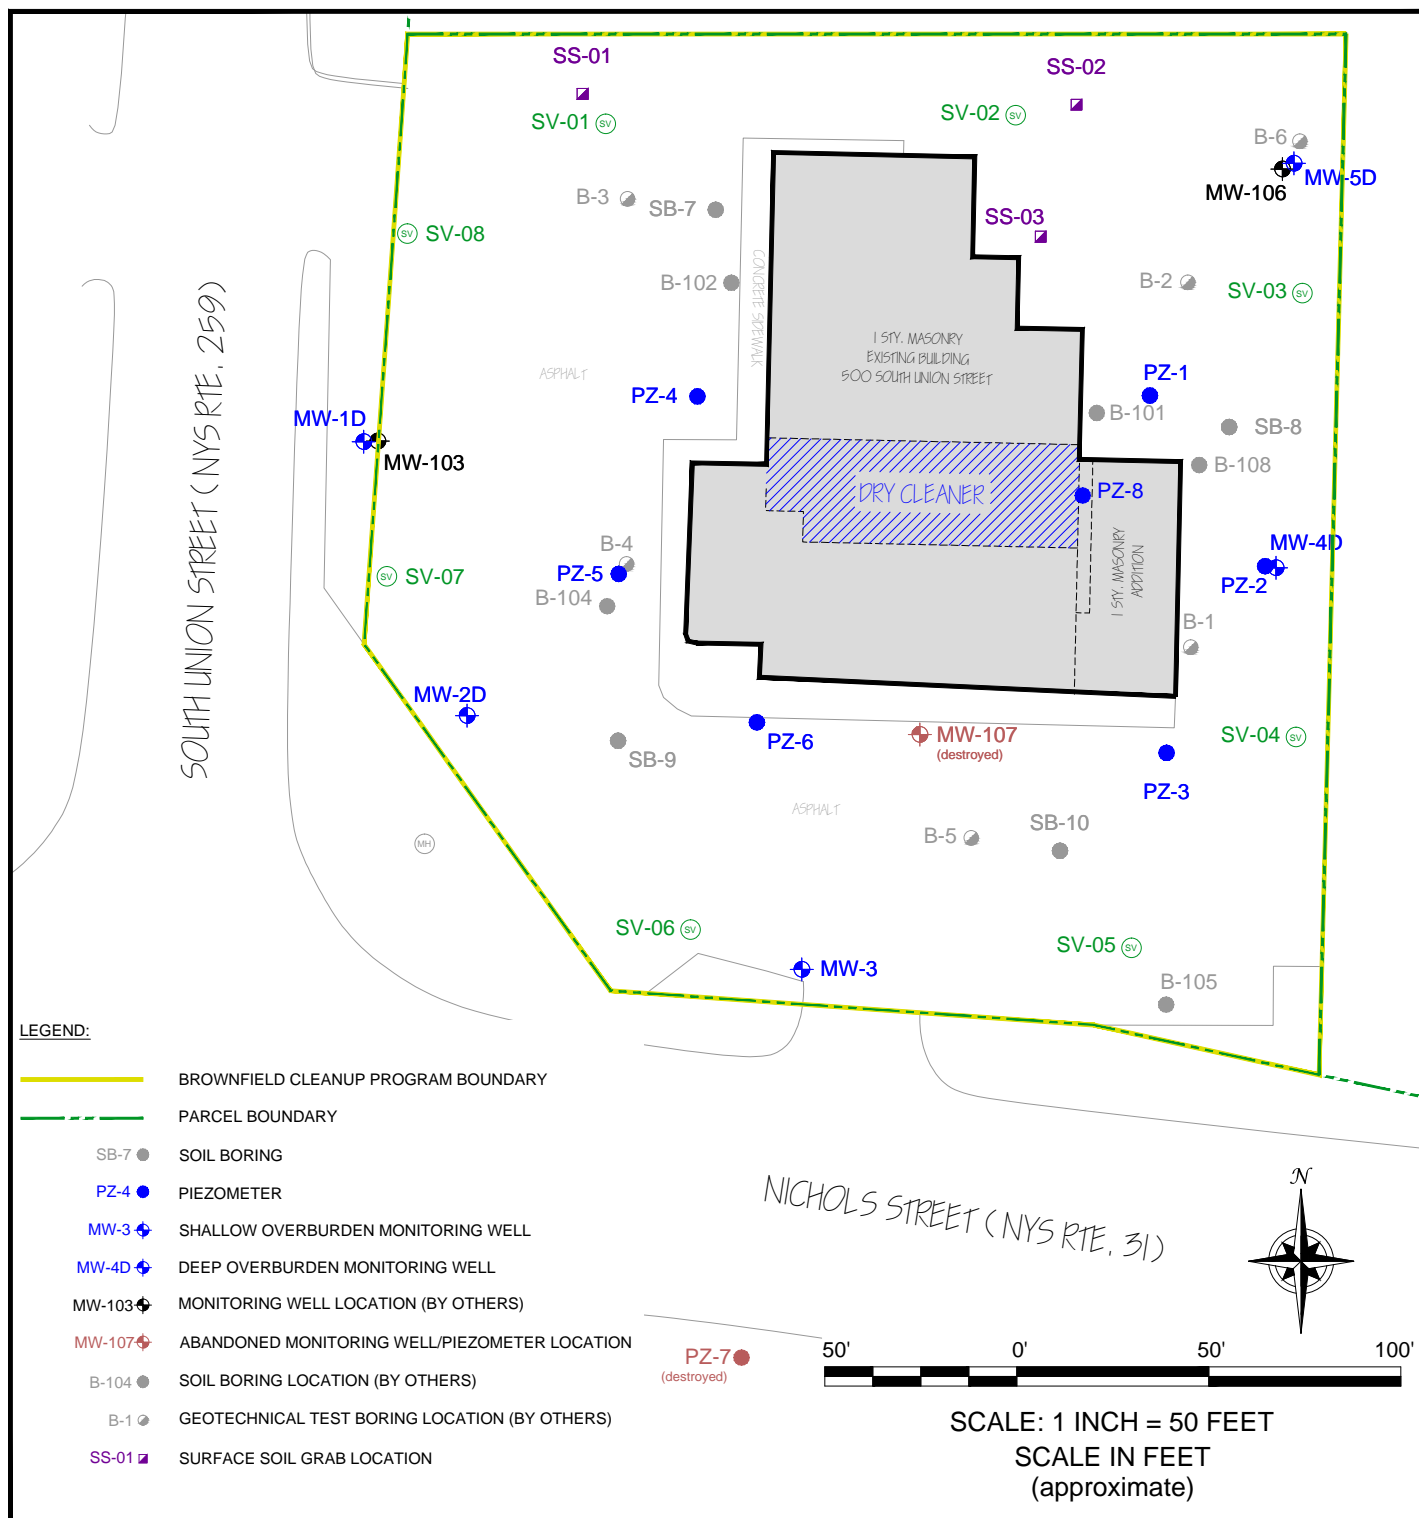 SS-01
SS-02
SV-01
SV
SV-02
SV
B-6
MW-5D
MW-106
B-3
SB-7
SS-03
SV
SV-08
CONCRETE SIDEWALK
B-102
B-2
SV-03
SV
SOUTH UNION STREET (NYS RTE. 259)
1 STY. MASONRY
EXISTING BUILDING
500 SOUTH UNION STREET
ASPHALT
PZ-4
PZ-1
B-101
SB-8
MW-1D
MW-103
B-108
DRY CLEANER
PZ-8
1 STY. MASONRY
ADDITION
B-4
MW-4D
PZ-5
PZ-2
SV
SV-07
B-104
B-1
MW-2D
SB-9
PZ-6
MW-107
(destroyed)
SV-04
SV
PZ-3
ASPHALT
B-5
SB-10
MH
SV-06
SV
SV-05
SV
MW-3
B-105
LEGEND:
BROWNFIELD CLEANUP PROGRAM BOUNDARY
PARCEL BOUNDARY
SB-7 SOIL BORING
PZ-4 PIEZOMETER
MW-3 SHALLOW OVERBURDEN MONITORING WELL
MW-4D DEEP OVERBURDEN MONITORING WELL
MW-103 MONITORING WELL LOCATION (BY OTHERS)
MW-107 ABANDONED MONITORING WELL/PIEZOMETER LOCATION
B-104 SOIL BORING LOCATION (BY OTHERS)
B-1 GEOTECHNICAL TEST BORING LOCATION (BY OTHERS)
SS-01 SURFACE SOIL GRAB LOCATION
NICHOLS STREET (NYS RTE. 31)
N
PZ-7
(destroyed)
50' 0' 50' 100'
SCALE: 1 INCH = 50 FEET
SCALE IN FEET
(approximate)